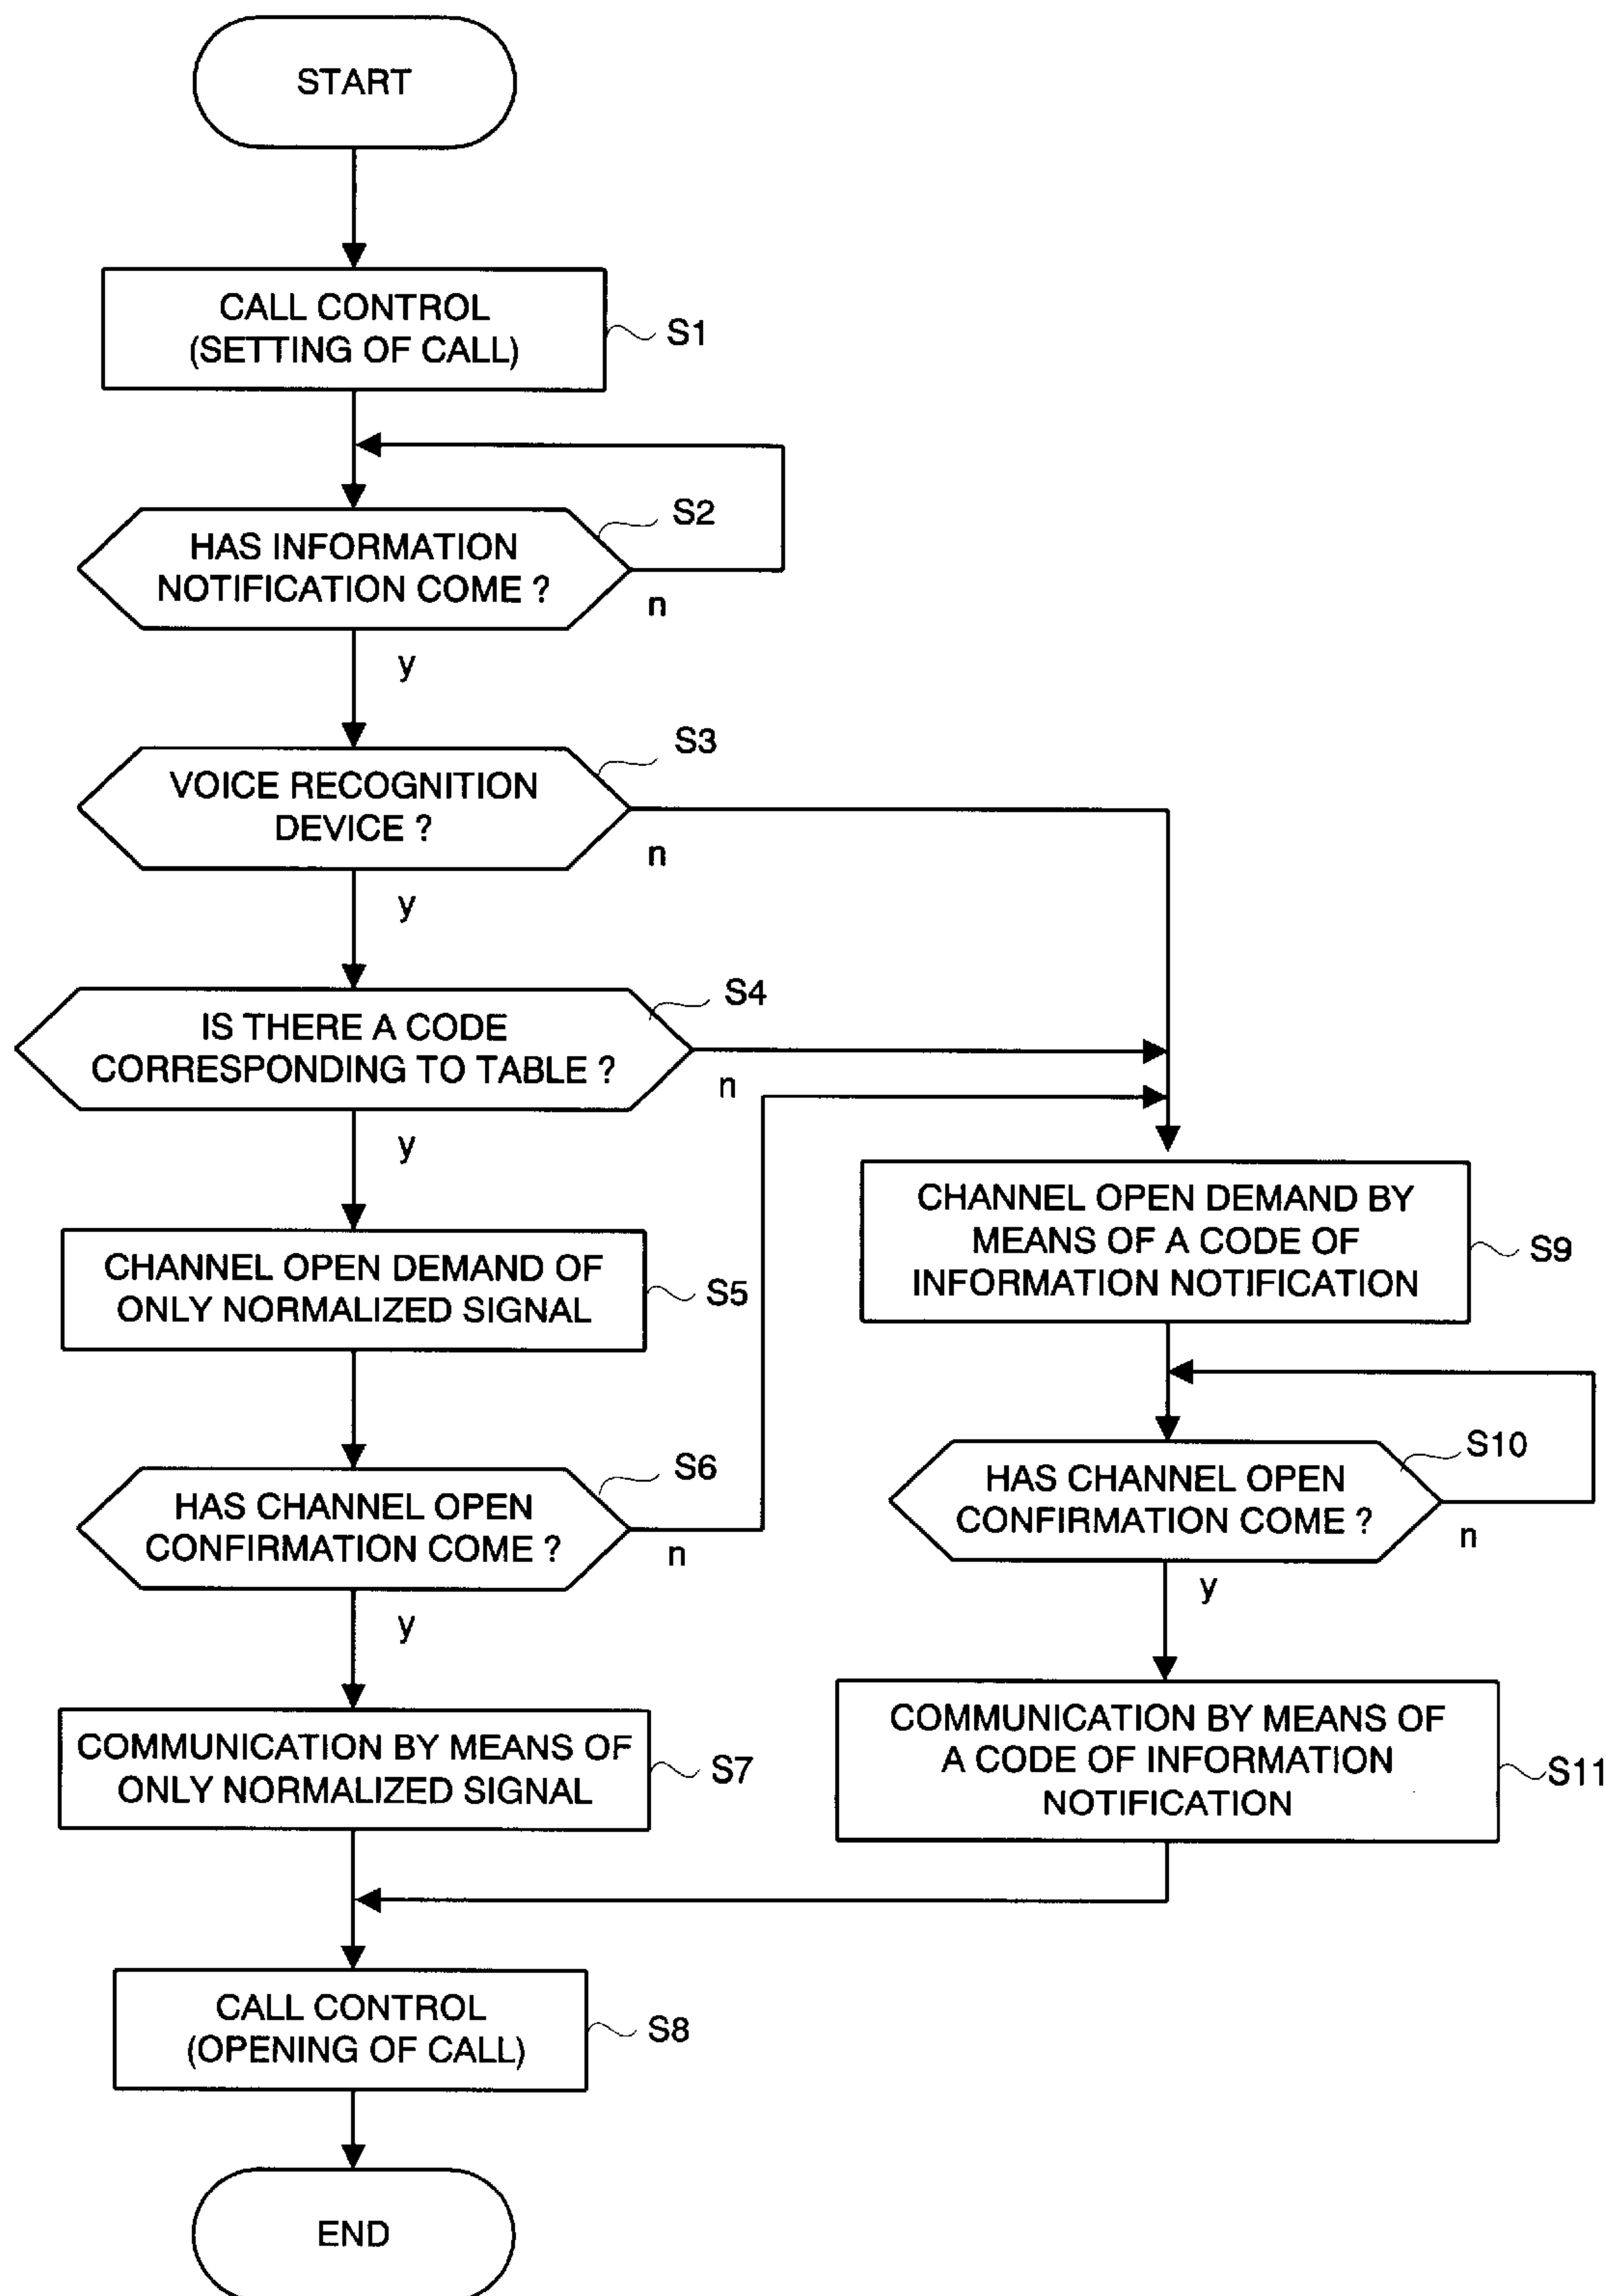 START
CALL CONTROL
(SETTING OF CALL)
S1
S2
HAS INFORMATION
NOTIFICATION COME ?
n
y
S3
VOICE RECOGNITION
DEVICE ?
n
y
S4
IS THERE A CODE
CORRESPONDING TO TABLE ?
n
y
CHANNEL OPEN DEMAND OF
ONLY NORMALIZED SIGNAL
S5
CHANNEL OPEN DEMAND BY
MEANS OF A CODE OF
INFORMATION NOTIFICATION
S9
S6
HAS CHANNEL OPEN
CONFIRMATION COME ?
n
y
S10
HAS CHANNEL OPEN
CONFIRMATION COME ?
n
y
COMMUNICATION BY MEANS OF
ONLY NORMALIZED SIGNAL
S7
COMMUNICATION BY MEANS OF
A CODE OF INFORMATION
NOTIFICATION
S11
CALL CONTROL
(OPENING OF CALL)
S8
END